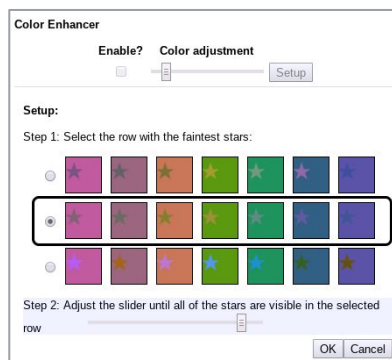 Color Enhancer
Enable? Color adjustment
Setup
Setup:
Step 1: Select the row with the faintest stars:
Step 2: Adjust the slider until all of the stars are visible in the selected
row
OK Cancel